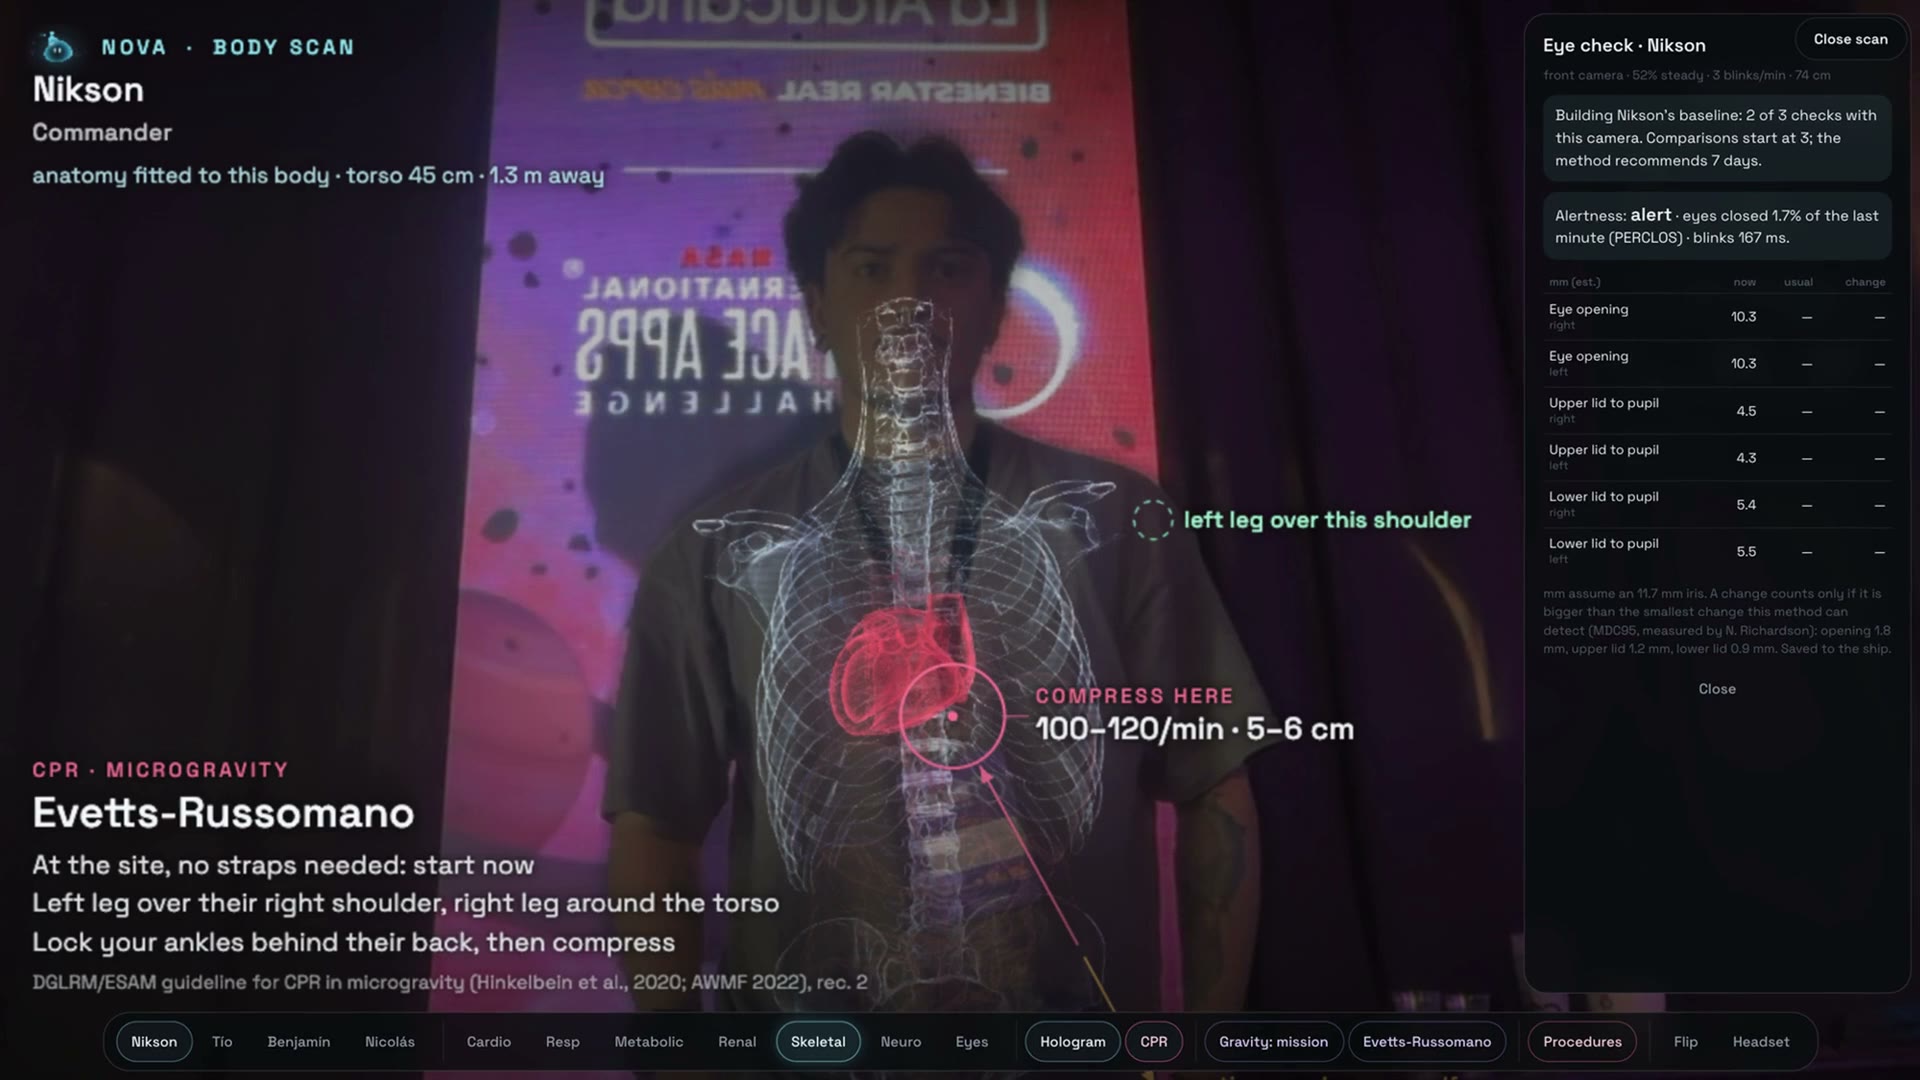 NOVA · BODY SCAN
Nikson
Commander
anatomy fitted to this body · torso 45 cm · 1.3 m away
La Araucanía
BIENESTAR REAL más cerca
NASA
INTERNATIONAL
SPACE APPS
CHALLENGE
left leg over this shoulder
COMPRESS HERE
100–120/min · 5–6 cm
CPR · MICROGRAVITY
Evetts-Russomano
At the site, no straps needed: start now
Left leg over their right shoulder, right leg around the torso
Lock your ankles behind their back, then compress
DGLRM/ESAM guideline for CPR in microgravity (Hinkelbein et al., 2020; AWMF 2022), rec. 2
Eye check · Nikson
Close scan
front camera · 52% steady · 3 blinks/min · 74 cm
Building Nikson's baseline: 2 of 3 checks with
this camera. Comparisons start at 3; the
method recommends 7 days.
Alertness: alert · eyes closed 1.7% of the last
minute (PERCLOS) · blinks 167 ms.
mm (est.) now usual change
Eye opening
right 10.3 — —
Eye opening
left 10.3 — —
Upper lid to pupil
right 4.5 — —
Upper lid to pupil
left 4.3 — —
Lower lid to pupil
right 5.4 — —
Lower lid to pupil
left 5.5 — —
mm assume an 11.7 mm iris. A change counts only if it is
bigger than the smallest change this method can
detect (MDC95, measured by N. Richardson): opening 1.8
mm, upper lid 1.2 mm, lower lid 0.9 mm. Saved to the ship.
Close
Nikson Tío Benjamín Nicolás Cardio Resp Metabolic Renal Skeletal Neuro Eyes Hologram CPR Gravity: mission Evetts-Russomano Procedures Flip Headset